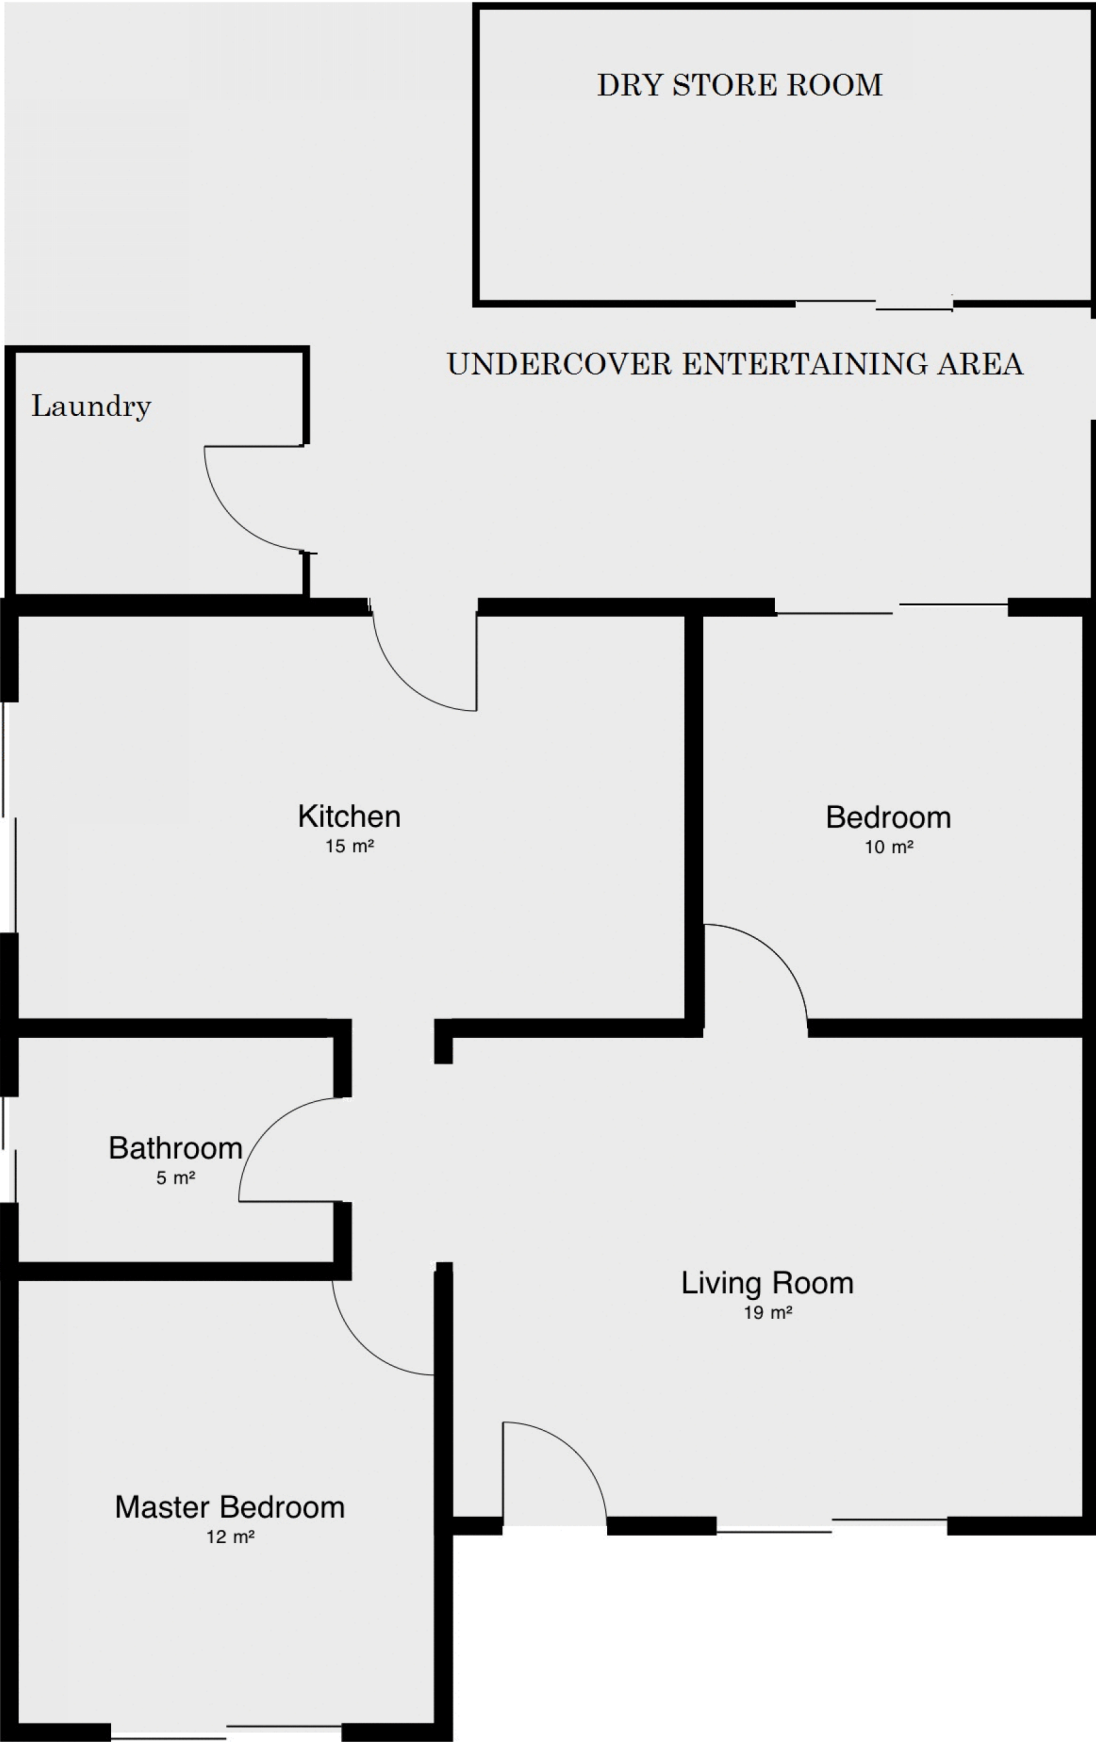 DRY STORE ROOM
UNDERCOVER ENTERTAINING AREA
Laundry
Kitchen
15 m²
Bedroom
10 m²
Bathroom
5 m²
Living Room
19 m²
Master Bedroom
12 m²